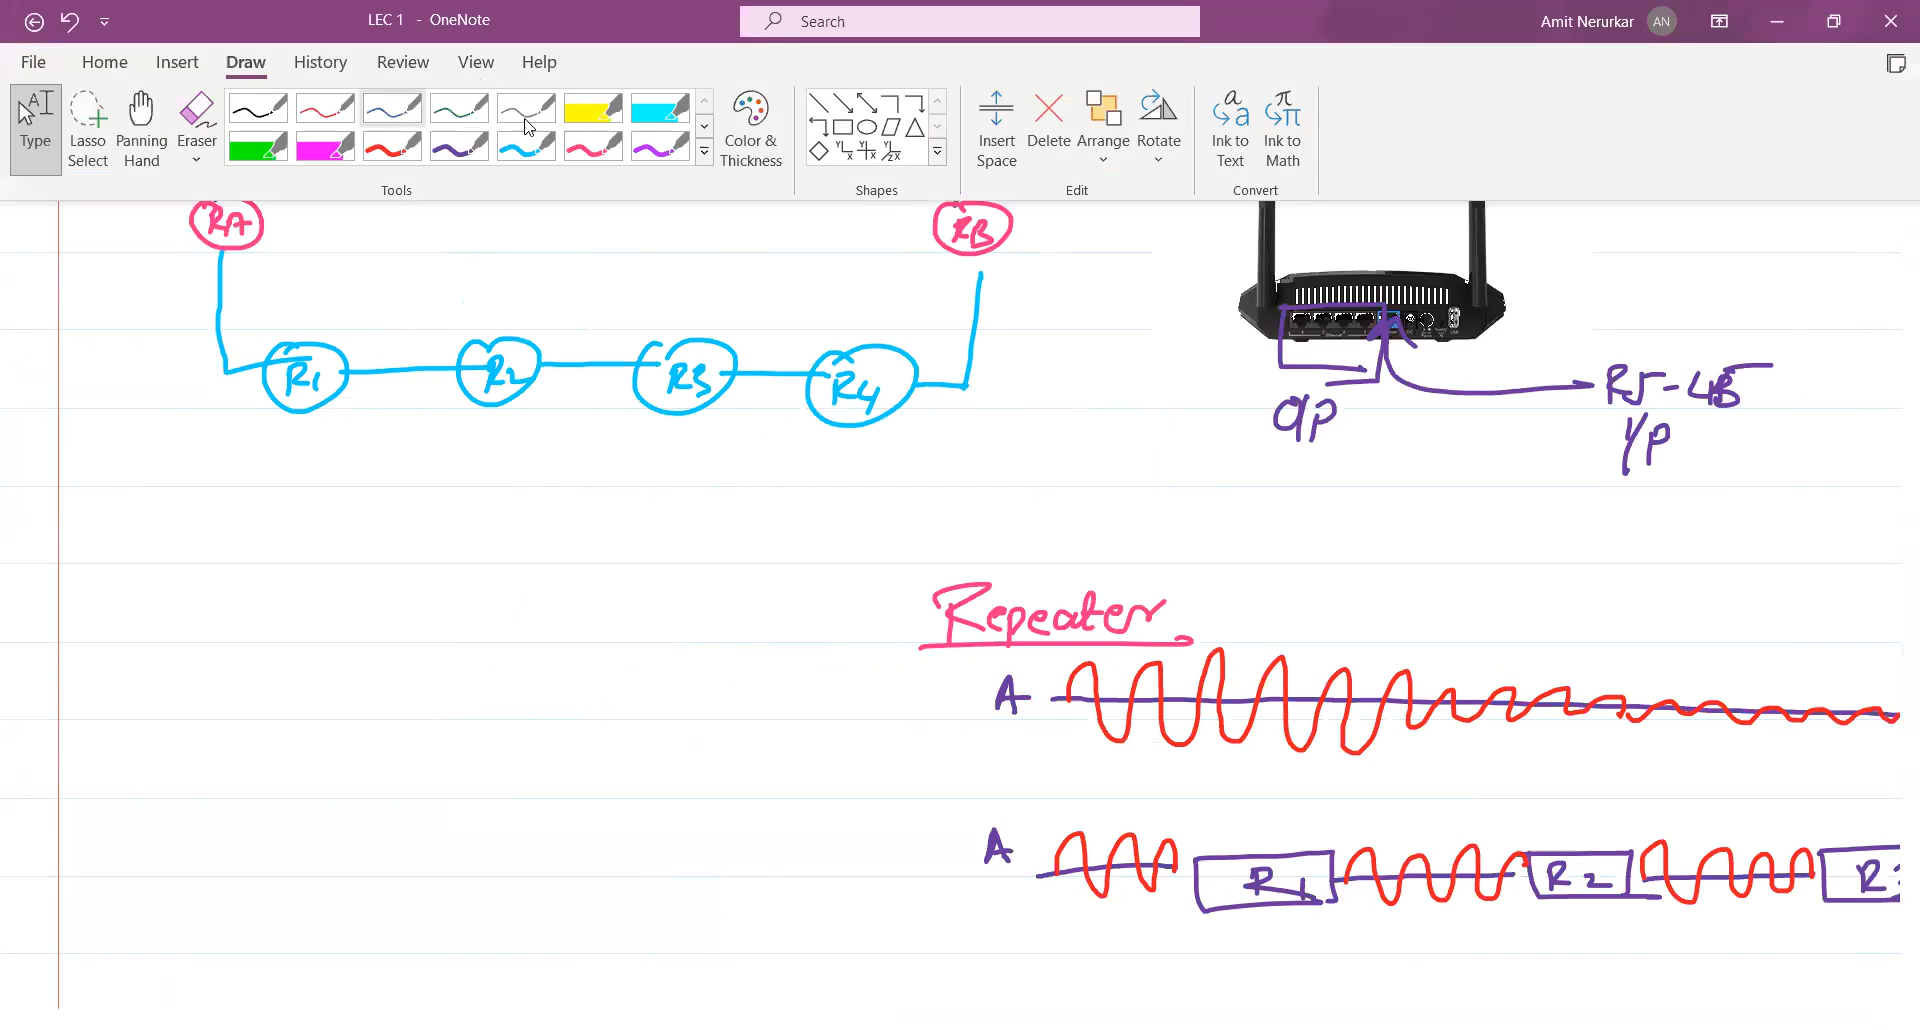 LEC 1 - OneNote
Search
Amit Nerurkar
AN
File Home Insert Draw History Review View Help
Type
Lasso Select
Panning Hand
Eraser
Color & Thickness
Insert Space
Delete
Arrange
Rotate
Ink to Text
Ink to Math
Tools
Shapes
Edit
Convert
RA
RB
R1
R2
R3
R4
O/P
RJ-45
I/P
Repeater
A
A
R1
R2